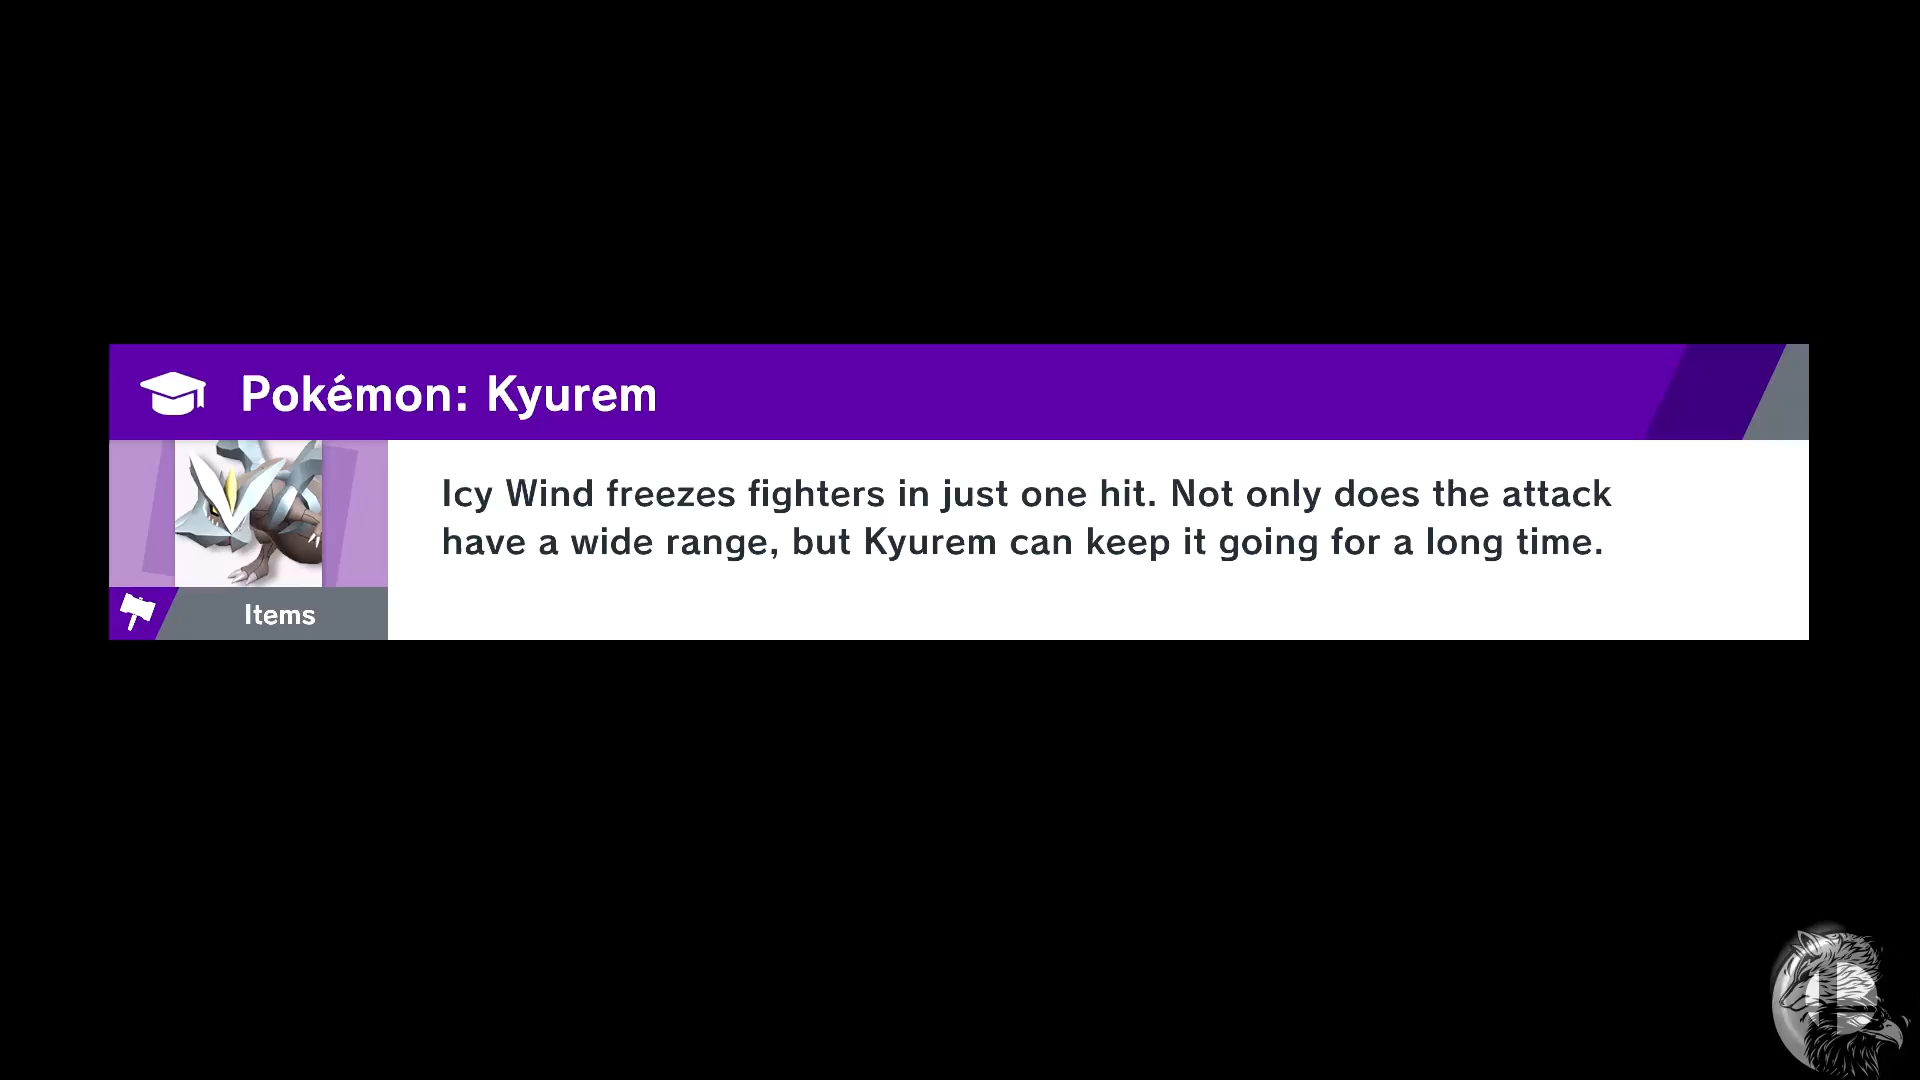 Pokémon: Kyurem
Icy Wind freezes fighters in just one hit. Not only does the attack
have a wide range, but Kyurem can keep it going for a long time.
Items